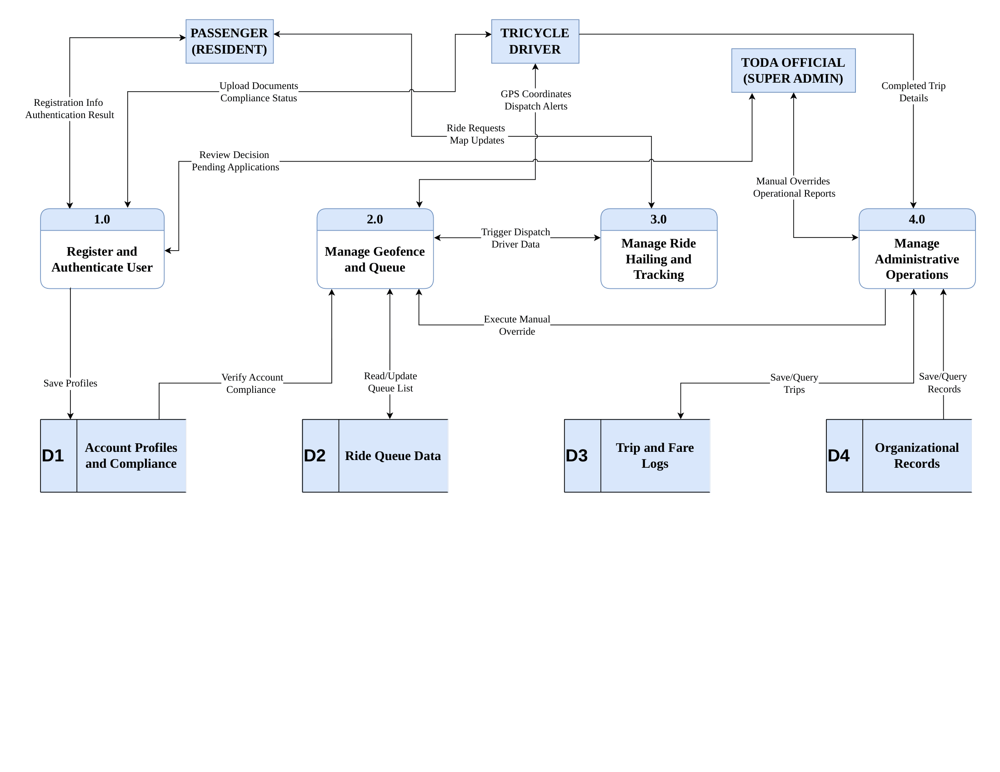 PASSENGER
(RESIDENT)
TRICYCLE
DRIVER
TODA OFFICIAL
(SUPER ADMIN)
Upload Documents
Compliance Status
Completed Trip
Details
Registration Info
Authentication Result
GPS Coordinates
Dispatch Alerts
Ride Requests
Map Updates
Review Decision
Pending Applications
Manual Overrides
Operational Reports
1.0
Register and
Authenticate User
2.0
Manage Geofence
and Queue
Trigger Dispatch
Driver Data
3.0
Manage Ride
Hailing and
Tracking
4.0
Manage
Administrative
Operations
Execute Manual
Override
Save Profiles
Verify Account
Compliance
Read/Update
Queue List
Save/Query
Trips
Save/Query
Records
D1
Account Profiles
and Compliance
D2
Ride Queue Data
D3
Trip and Fare
Logs
D4
Organizational
Records